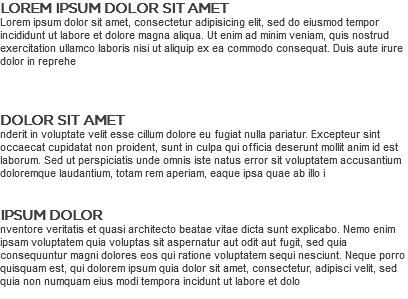 LOREM IPSUM DOLOR SIT AMET
Lorem ipsum dolor sit amet, consectetur adipisicing elit, sed do eiusmod tempor
incididunt ut labore et dolore magna aliqua. Ut enim ad minim veniam, quis nostrud
exercitation ullamco laboris nisi ut aliquip ex ea commodo consequat. Duis aute irure
dolor in reprehe
DOLOR SIT AMET
nderit in voluptate velit esse cillum dolore eu fugiat nulla pariatur. Excepteur sint
occaecat cupidatat non proident, sunt in culpa qui officia deserunt mollit anim id est
laborum. Sed ut perspiciatis unde omnis iste natus error sit voluptatem accusantium
doloremque laudantium, totam rem aperiam, eaque ipsa quae ab illo i
IPSUM DOLOR
nventore veritatis et quasi architecto beatae vitae dicta sunt explicabo. Nemo enim
ipsam voluptatem quia voluptas sit aspernatur aut odit aut fugit, sed quia
consequuntur magni dolores eos qui ratione voluptatem sequi nesciunt. Neque porro
quisquam est, qui dolorem ipsum quia dolor sit amet, consectetur, adipisci velit, sed
quia non numquam eius modi tempora incidunt ut labore et dolo